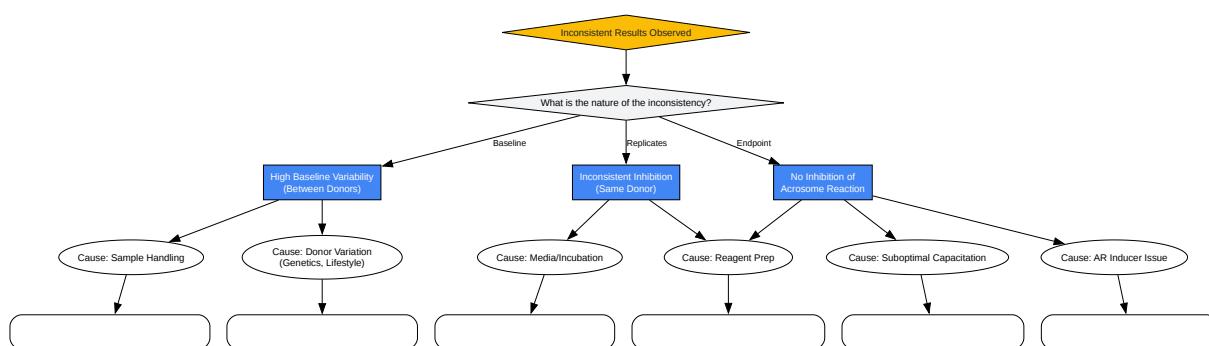 Inconsistent Results Observed
What is the nature of the inconsistency?
Baseline
Replicates
Endpoint
High Baseline Variability
(Between Donors)
Inconsistent Inhibition
(Same Donor)
No Inhibition of
Acrosome Reaction
Cause: Sample Handling
Cause: Donor Variation
(Genetics, Lifestyle)
Cause: Media/Incubation
Cause: Reagent Prep
Cause: Suboptimal Capacitation
Cause: AR Inducer Issue